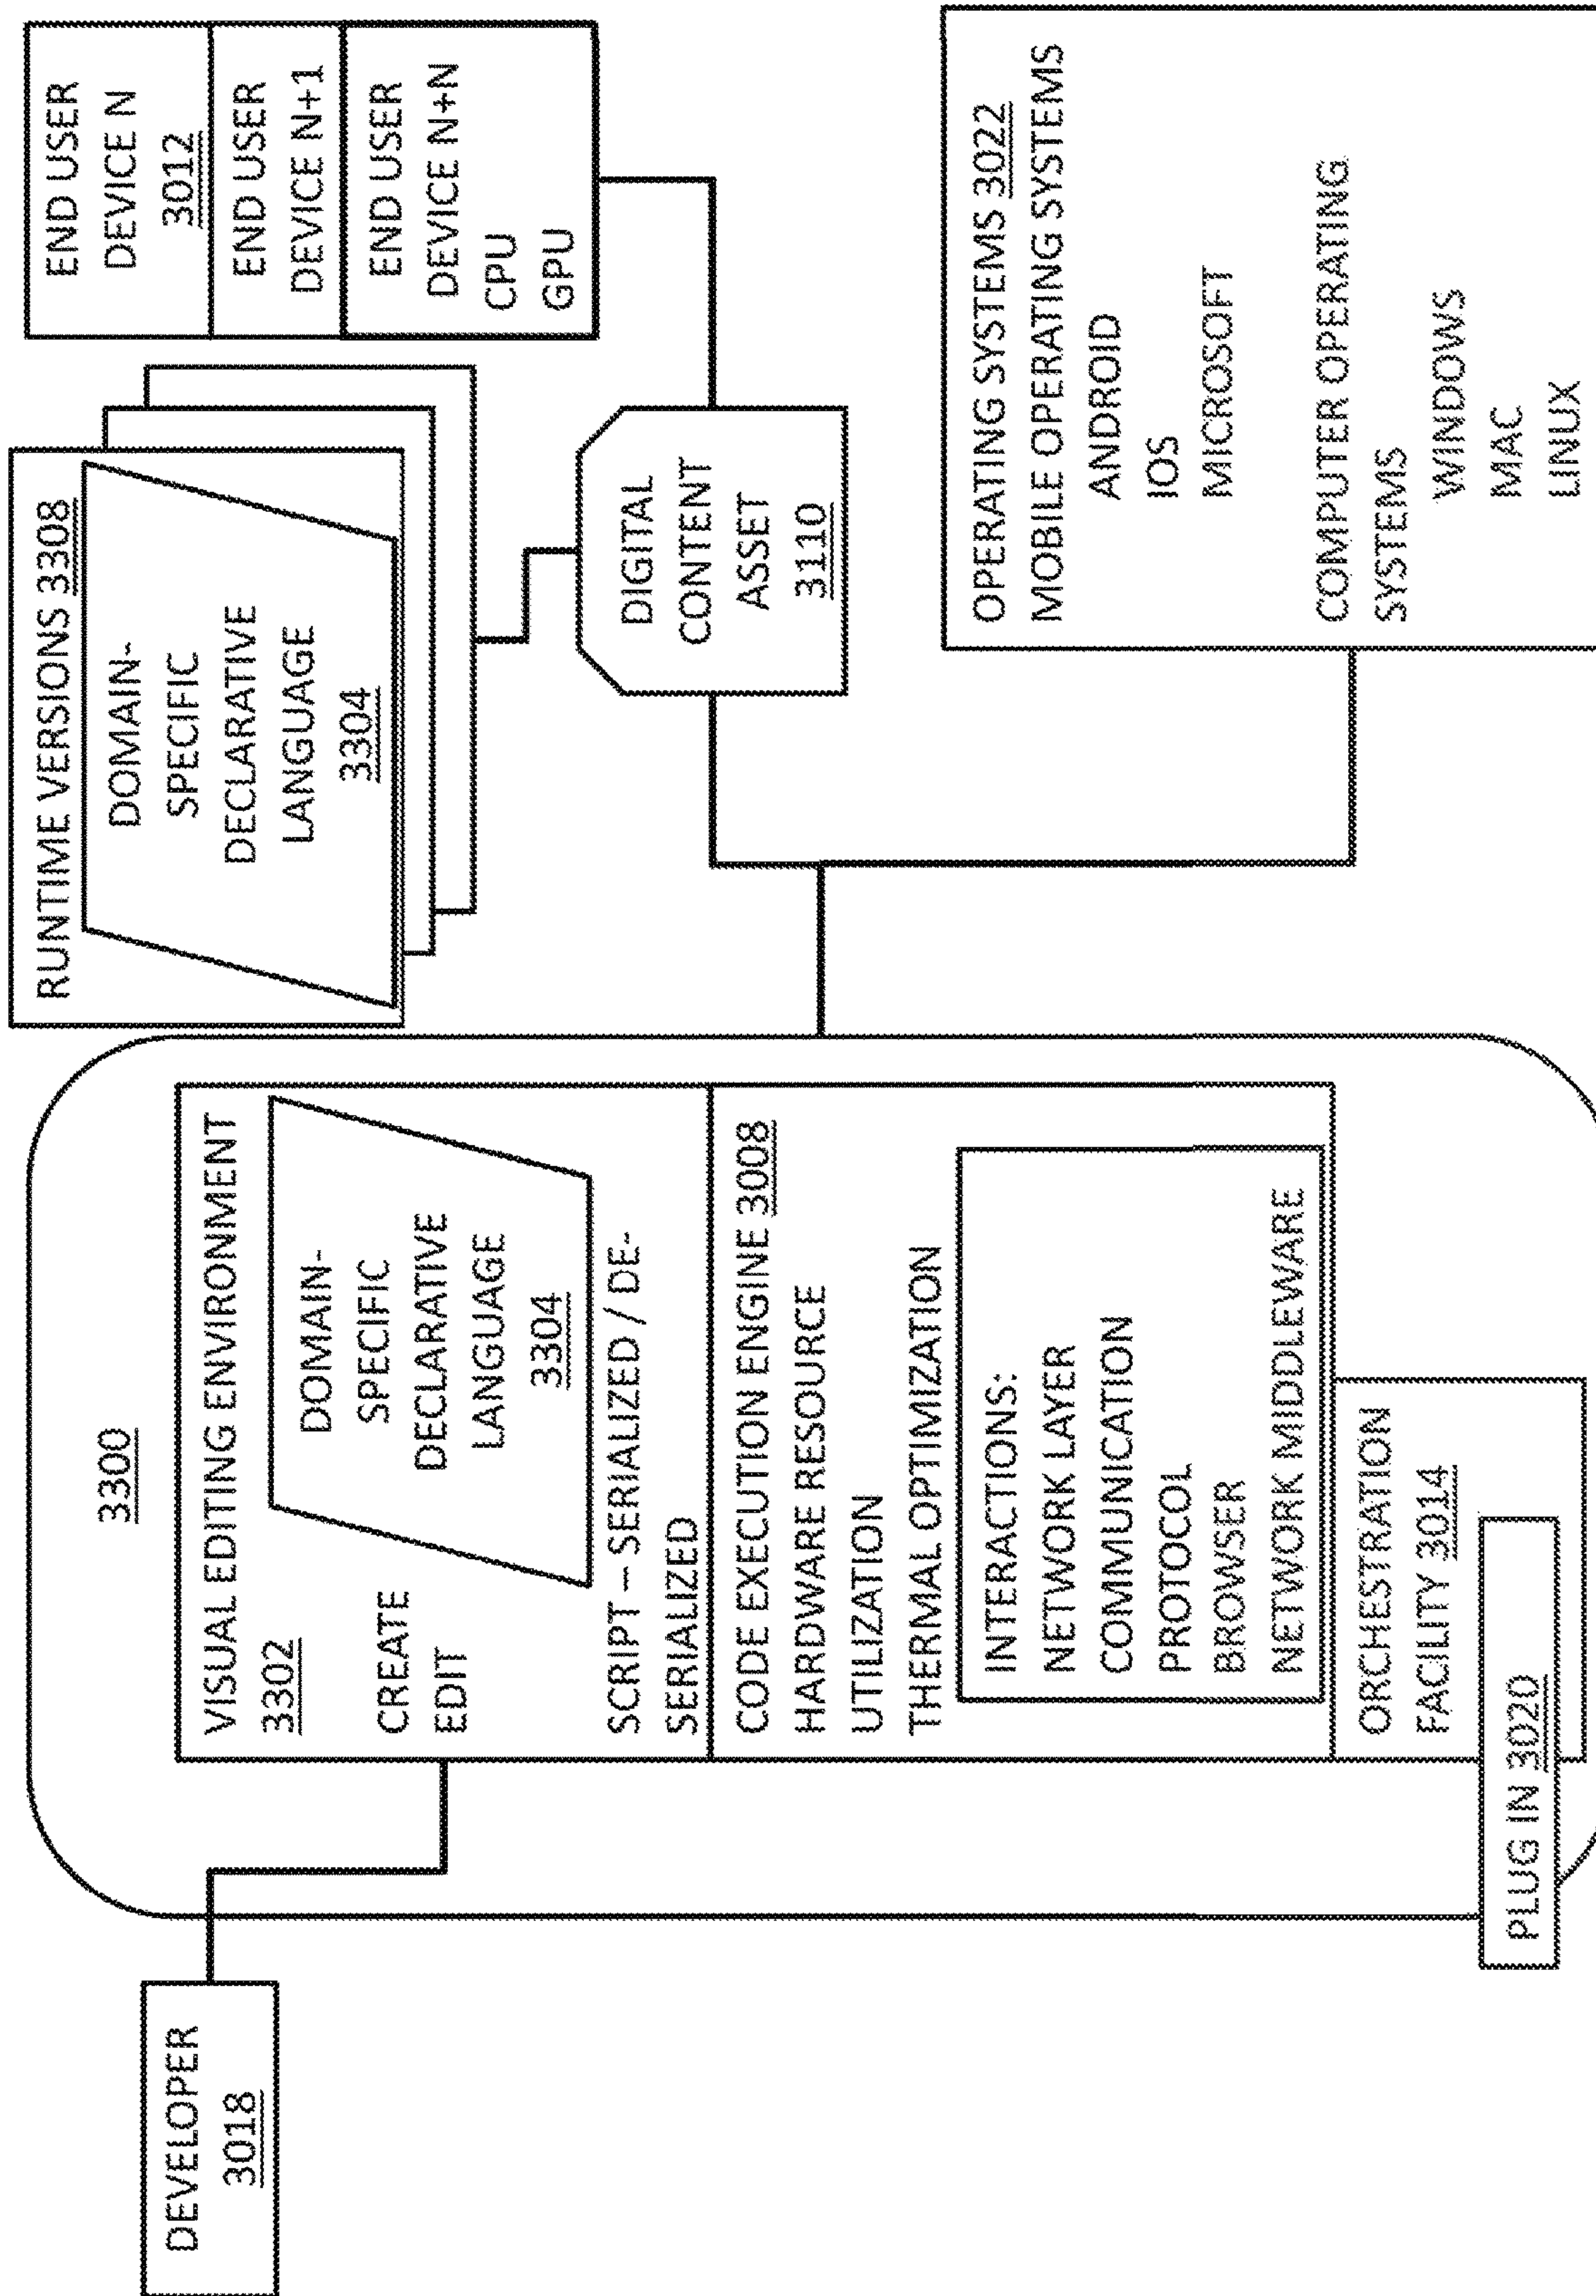 DEVELOPER
3018
3300
VISUAL EDITING ENVIRONMENT
3302
CREATE
EDIT
DOMAIN-
SPECIFIC
DECLARATIVE
LANGUAGE
3304
SCRIPT – SERIALIZED / DE-
SERIALIZED
CODE EXECUTION ENGINE 3008
HARDWARE RESOURCE
UTILIZATION
THERMAL OPTIMIZATION
INTERACTIONS:
NETWORK LAYER
COMMUNICATION
PROTOCOL
BROWSER
NETWORK MIDDLEWARE
ORCHESTRATION
FACILITY 3014
PLUG IN 3020
RUNTIME VERSIONS 3308
DOMAIN-
SPECIFIC
DECLARATIVE
LANGUAGE
3304
DIGITAL
CONTENT
ASSET
3110
END USER
DEVICE N
3012
END USER
DEVICE N+1
END USER
DEVICE N+N
CPU
GPU
OPERATING SYSTEMS 3022
MOBILE OPERATING SYSTEMS
ANDROID
IOS
MICROSOFT
COMPUTER OPERATING
SYSTEMS
WINDOWS
MAC
LINUX